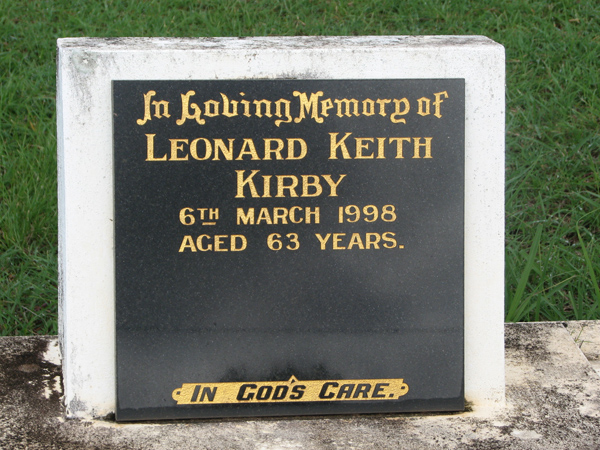 In Loving Memory of
LEONARD KEITH
KIRBY
6TH MARCH 1998
AGED 63 YEARS.
IN GOD'S CARE.